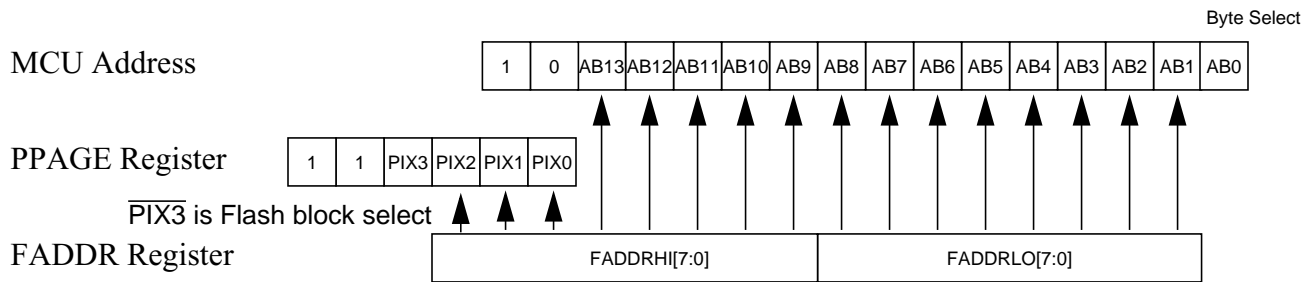 Byte Select
MCU Address 1 0 AB13 AB12 AB11 AB10 AB9 AB8 AB7 AB6 AB5 AB4 AB3 AB2 AB1 AB0
PPAGE Register 1 1 PIX3 PIX2 PIX1 PIX0
P̅I̅X̅3̅ is Flash block select
FADDR Register FADDRHI[7:0] FADDRLO[7:0]